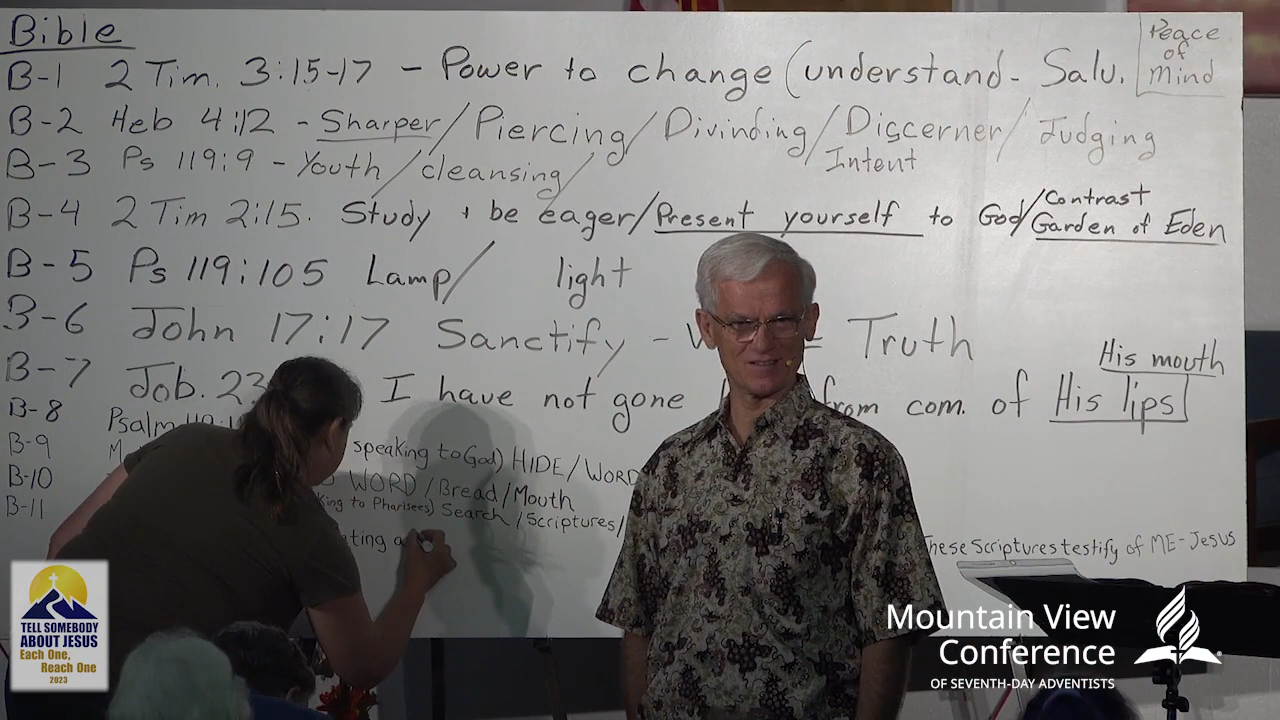 Bible
Peace
of
mind
B-1 2 Tim. 3:15-17 - Power to change (understand- Salv.
B-2 Heb 4:12 - Sharper/Piercing/Divinding/Discerner/Judging
Intent
B-3 Ps 119:9 - Youth/cleansing/
B-4 2 Tim 2:15. Study + be eager/Present yourself to God/
Contrast
Garden of Eden
B-5 Ps 119:105 Lamp/ light
B-6 John 17:17 Sanctify - = Truth
His mouth
B-7 Job. 23 I have not gone from com. of His lips
B-8 Psalm
speaking to God) HIDE/WORD
B-9
WORD/Bread/Mouth
B-10
to Pharisees) Search/Scriptures/
B-11
These Scriptures testify of ME-Jesus
TELL SOMEBODY
ABOUT JESUS
Each One,
Reach One
2023
Mountain View
Conference
OF SEVENTH-DAY ADVENTISTS